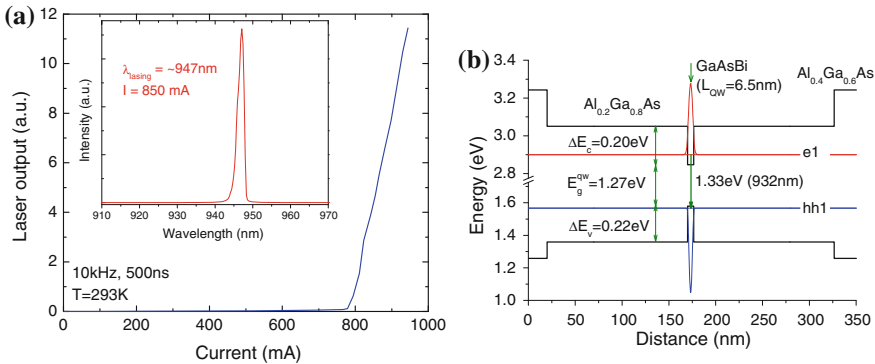 (a)
12
10
8
6
4
2
0
Laser output (a.u.)
0
200
400
600
800
1000
Current (mA)
10kHz, 500ns
T=293K
λlasing = ~947nm
I = 850 mA
Intensity (a.u.)
910
920
930
940
950
960
970
Wavelength (nm)
(b)
3.4
3.2
3.0
2.8
1.8
1.6
1.4
1.2
1.0
Energy (eV)
0
50
100
150
200
250
300
350
Distance (nm)
GaAsBi
(LQW=6.5nm)
Al0.4Ga0.6As
Al0.2Ga0.8As
ΔEc=0.20eV
e1
Egqw=1.27eV
1.33eV (932nm)
hh1
ΔEv=0.22eV